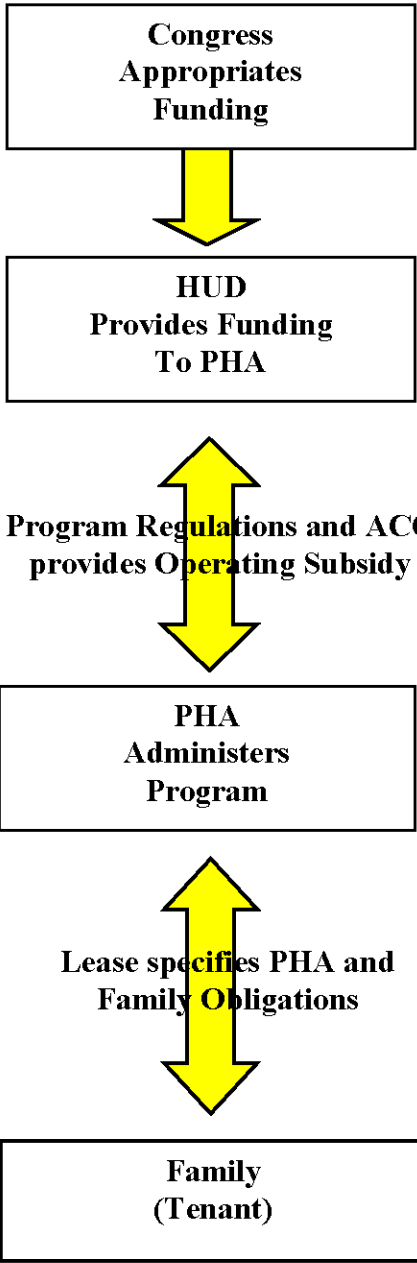 Congress
Appropriates
Funding
HUD
Provides Funding
To PHA
Program Regulations and ACC
provides Operating Subsidy
PHA
Administers
Program
Lease specifies PHA and
Family Obligations
Family
(Tenant)